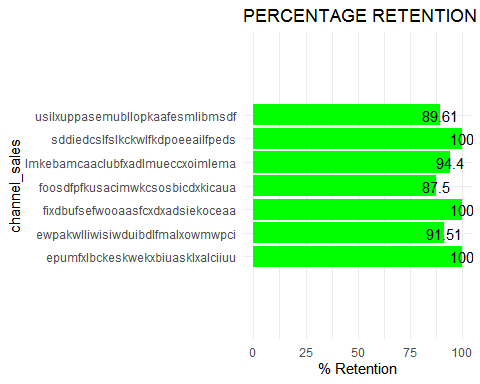 PERCENTAGE RETENTION
channel_sales
usilxuppasemubllopkaafesmlibmsdf 89.61
sddiedcslfslkckwlfkdpoeeailfpeds 100
lmkebamcaaclubfxadlmueccxoimlema 94.4
foosdfpfkusacimwkcsosbicdxkicaua 87.5
fixdbufsefwooaasfcxdxadsiekoceaa 100
ewpakwlliwisiwduibdlfmalxowmwpci 91.51
epumfxlbckeskwekxbiuasklxalciiuu 100
0 25 50 75 100
% Retention